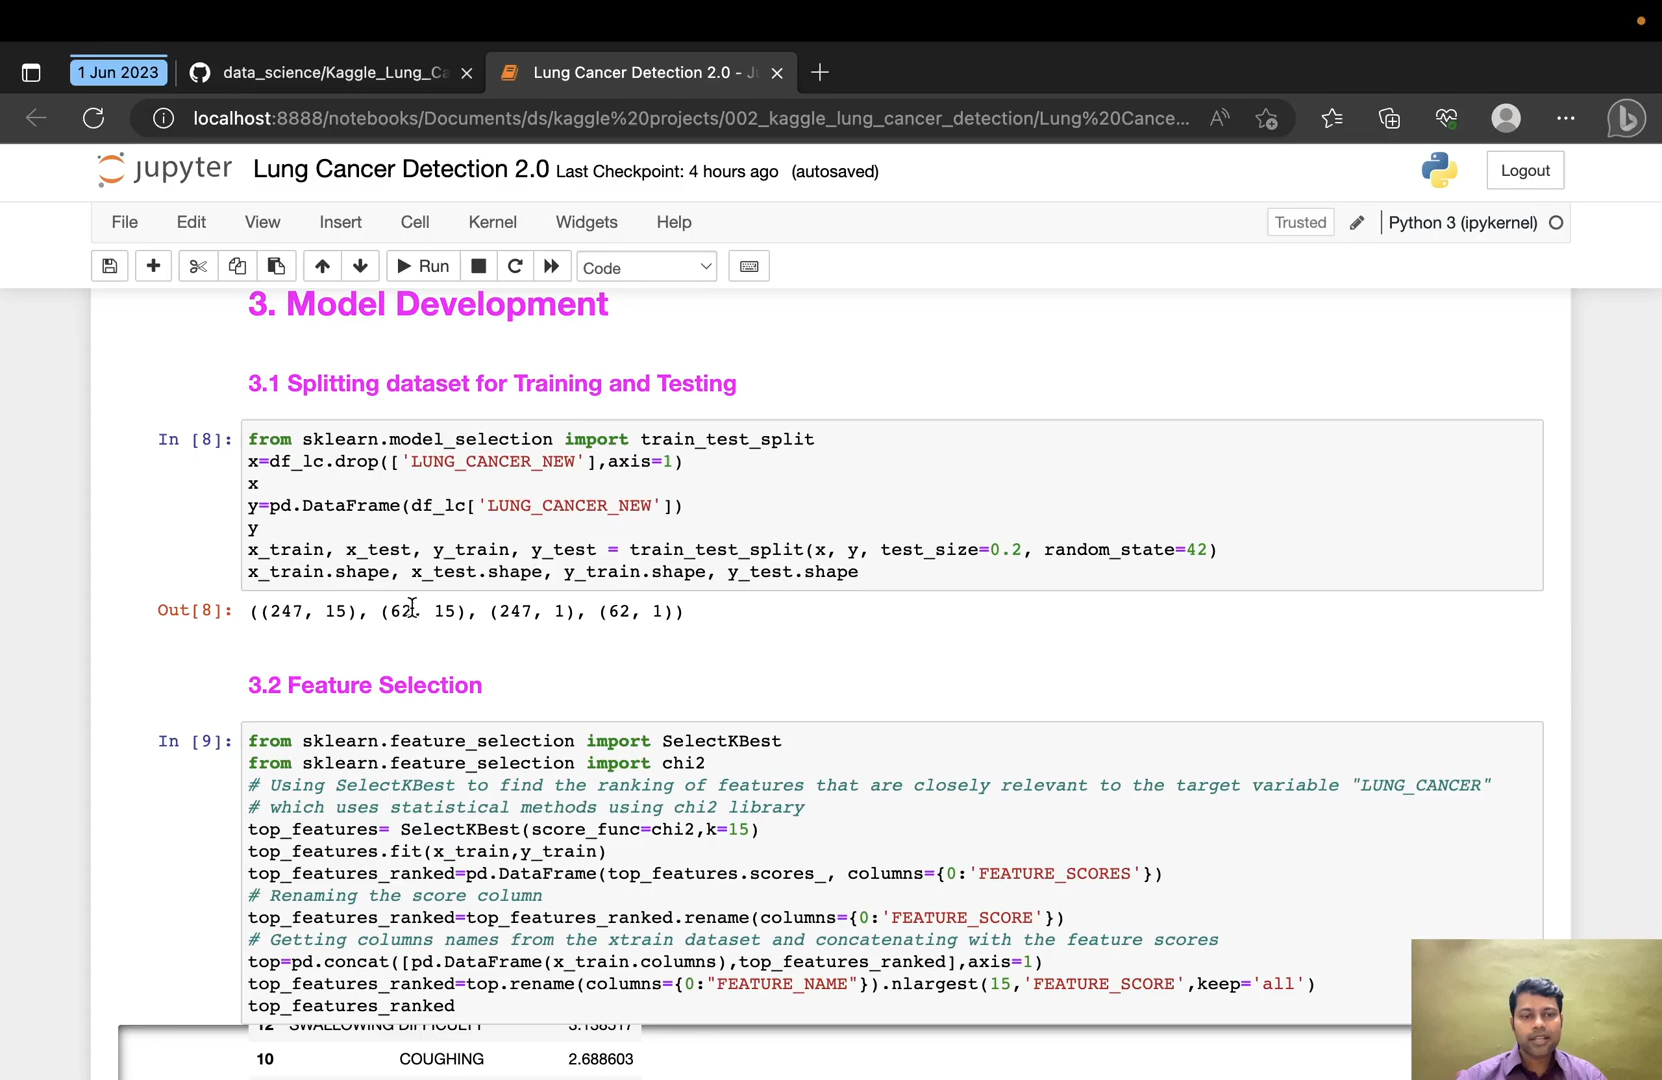 1 Jun 2023
data_science/Kaggle_Lung_Ca
Lung Cancer Detection 2.0 - Ju
localhost:8888/notebooks/Documents/ds/kaggle%20projects/002_kaggle_lung_cancer_detection/Lung%20Cance...
jupyter Lung Cancer Detection 2.0 Last Checkpoint: 4 hours ago (autosaved)
Logout
File Edit View Insert Cell Kernel Widgets Help
Trusted Python 3 (ipykernel)
Run Code
3. Model Development
3.1 Splitting dataset for Training and Testing
In [8]: from sklearn.model_selection import train_test_split
x=df_lc.drop(['LUNG_CANCER_NEW'],axis=1)
x
y=pd.DataFrame(df_lc['LUNG_CANCER_NEW'])
y
x_train, x_test, y_train, y_test = train_test_split(x, y, test_size=0.2, random_state=42)
x_train.shape, x_test.shape, y_train.shape, y_test.shape
Out[8]: ((247, 15), (62, 15), (247, 1), (62, 1))
3.2 Feature Selection
In [9]: from sklearn.feature_selection import SelectKBest
from sklearn.feature_selection import chi2
# Using SelectKBest to find the ranking of features that are closely relevant to the target variable "LUNG_CANCER"
# which uses statistical methods using chi2 library
top_features= SelectKBest(score_func=chi2,k=15)
top_features.fit(x_train,y_train)
top_features_ranked=pd.DataFrame(top_features.scores_, columns={0:'FEATURE_SCORES'})
# Renaming the score column
top_features_ranked=top_features_ranked.rename(columns={0:'FEATURE_SCORE'})
# Getting columns names from the xtrain dataset and concatenating with the feature scores
top=pd.concat([pd.DataFrame(x_train.columns),top_features_ranked],axis=1)
top_features_ranked=top.rename(columns={0:"FEATURE_NAME"}).nlargest(15,'FEATURE_SCORE',keep='all')
top_features_ranked
12 SWALLOWING DIFFICULTY 3.138517
10 COUGHING 2.688603